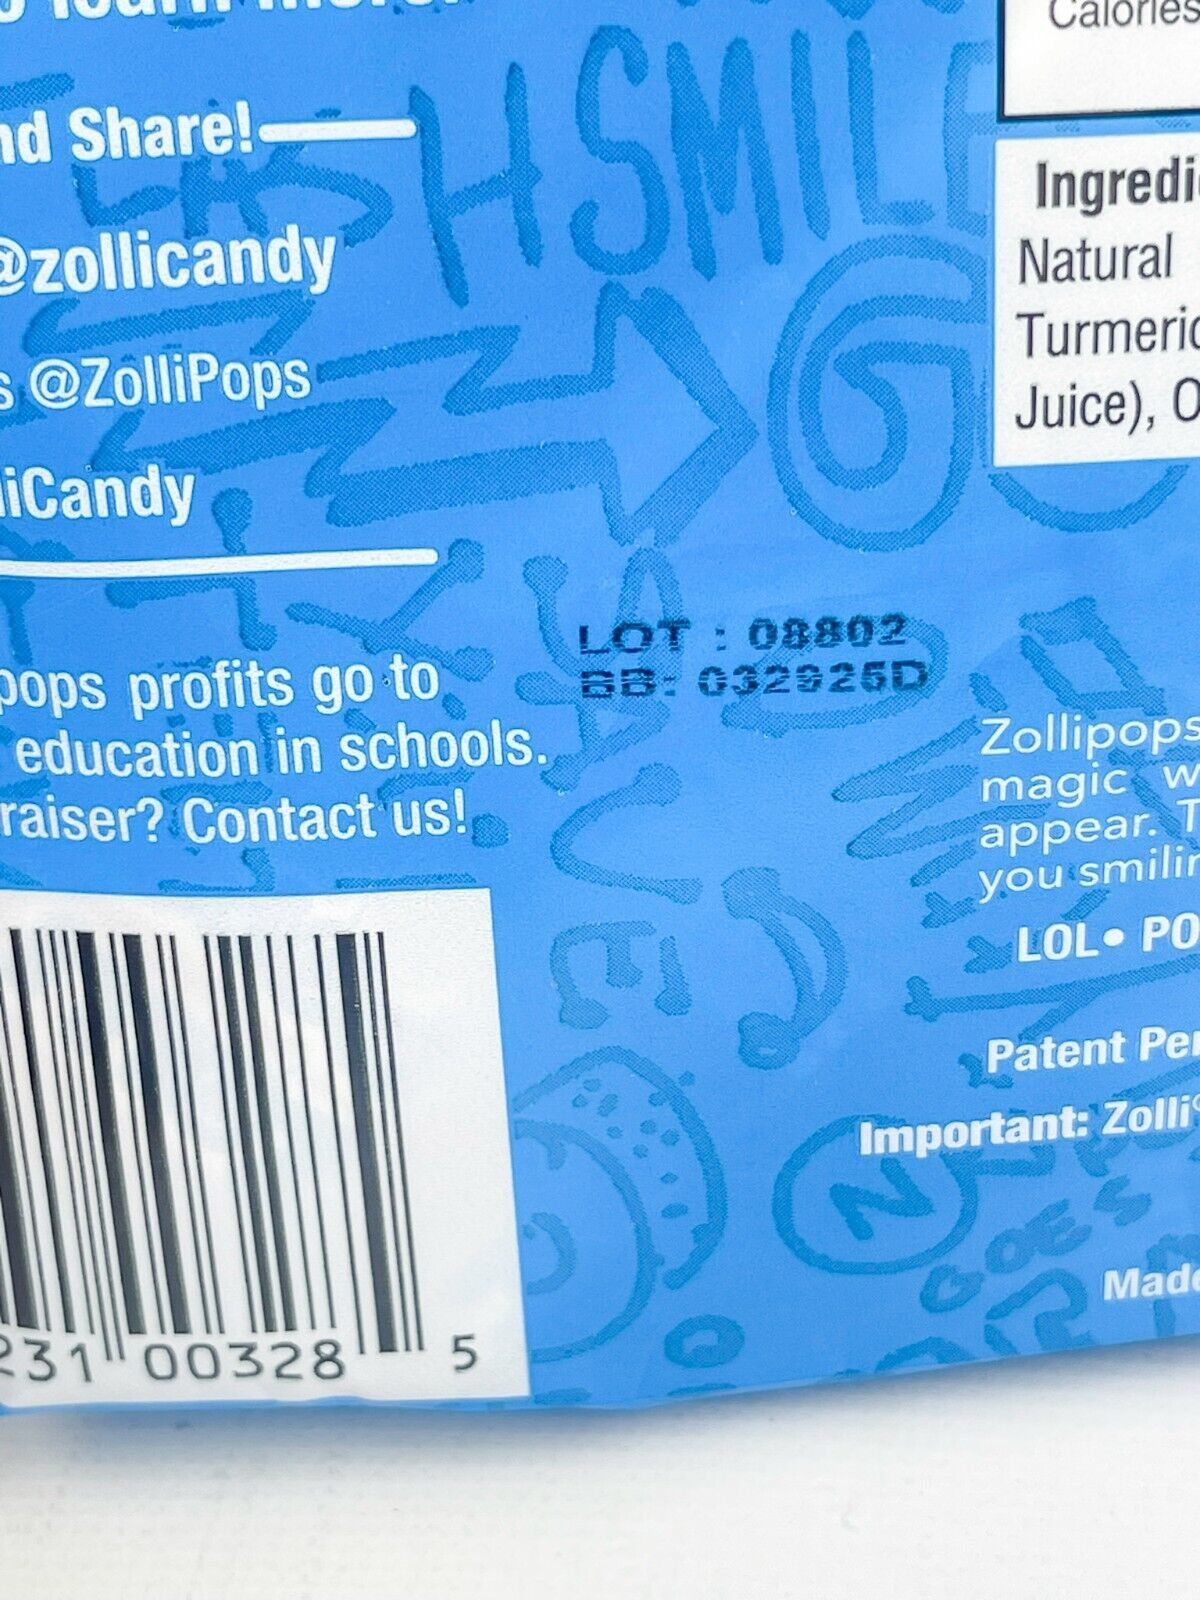 Calories
nd Share!
SMILE
@zollicandy
Ingredi
Natural
Turmeric
Juice), O
s @ZolliPops
liCandy
LOT : 08802
pops profits go to
education in schools.
raiser? Contact us!
Zollipops
magic w
appear. T
you smilin
LOL• PO
Patent Pe
Important: Zolli
Made
231 00328 5